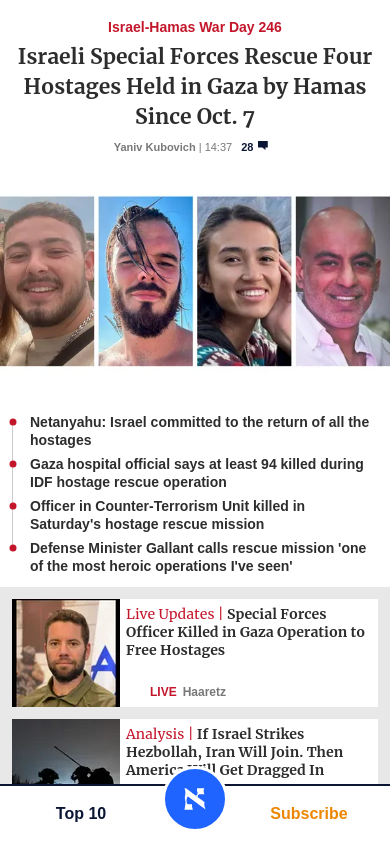 Israel-Hamas War Day 246
Israeli Special Forces Rescue Four
Hostages Held in Gaza by Hamas
Since Oct. 7
Yaniv Kubovich | 14:37 28
Netanyahu: Israel committed to the return of all the
hostages
Gaza hospital official says at least 94 killed during
IDF hostage rescue operation
Officer in Counter-Terrorism Unit killed in
Saturday's hostage rescue mission
Defense Minister Gallant calls rescue mission 'one
of the most heroic operations I've seen'
Live Updates | Special Forces
Officer Killed in Gaza Operation to
Free Hostages
LIVE Haaretz
Analysis | If Israel Strikes
Hezbollah, Iran Will Join. Then
America Will Get Dragged In
Top 10
Subscribe